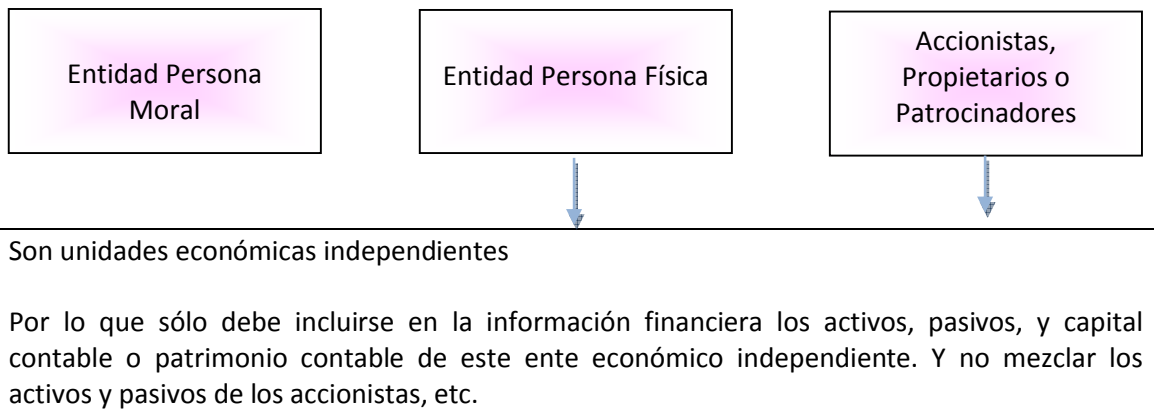 Entidad Persona
Moral
Entidad Persona Física
Accionistas,
Propietarios o
Patrocinadores
Son unidades económicas independientes
Por lo que sólo debe incluirse en la información financiera los activos, pasivos, y capital
contable o patrimonio contable de este ente económico independiente. Y no mezclar los
activos y pasivos de los accionistas, etc.